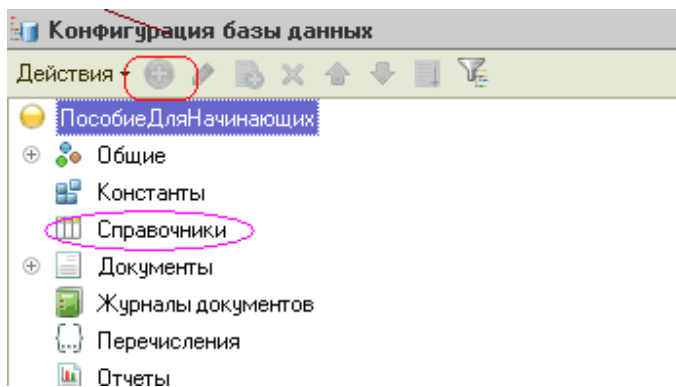 Конфигурация базы данных
Действия
ПособиеДляНачинающих
Общие
Константы
Справочники
Документы
Журналы документов
Перечисления
Отчеты